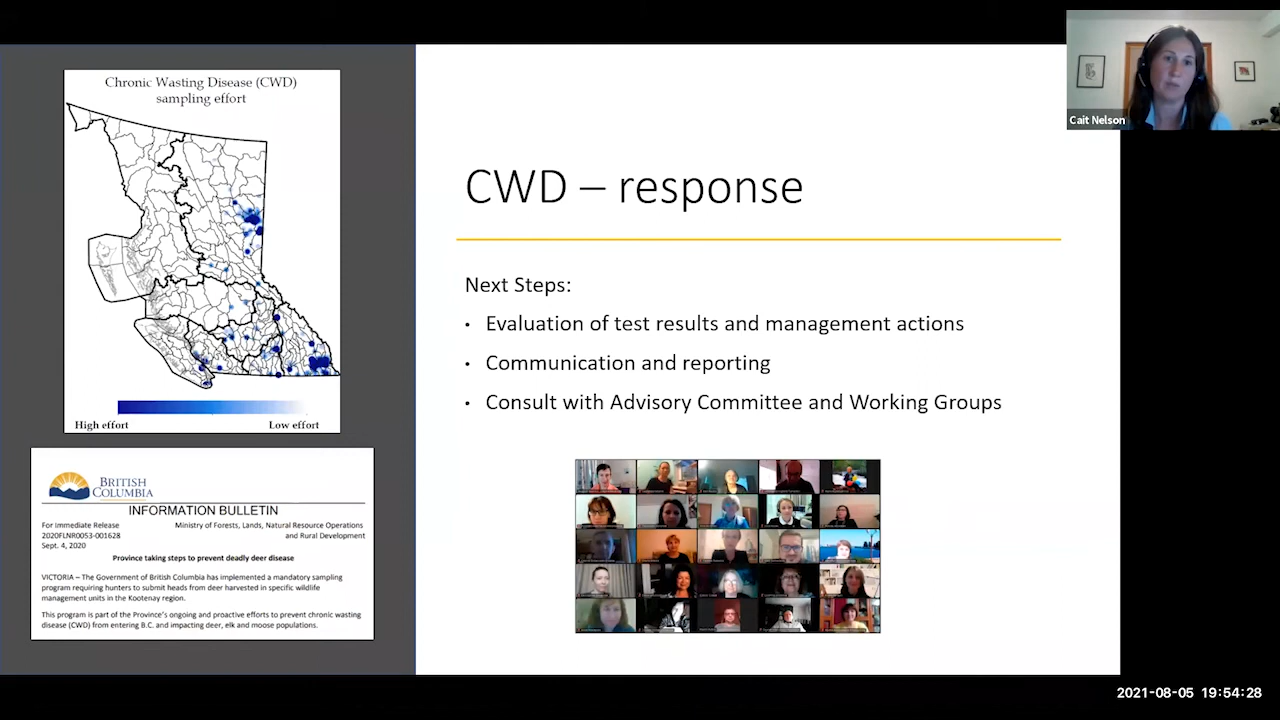 Chronic Wasting Disease (CWD)
sampling effort
High effort
Low effort
BRITISH
COLUMBIA
INFORMATION BULLETIN
For Immediate Release
2020FLNR0053-001628
Sept. 4, 2020
Ministry of Forests, Lands, Natural Resource Operations
and Rural Development
Province taking steps to prevent deadly deer disease
VICTORIA – The Government of British Columbia has implemented a mandatory sampling
program requiring hunters to submit heads from deer harvested in specific wildlife
management units in the Kootenay region.
This program is part of the Province's ongoing and proactive efforts to prevent chronic wasting
disease (CWD) from entering B.C. and impacting deer, elk and moose populations.
CWD – response
Next Steps:
• Evaluation of test results and management actions
• Communication and reporting
• Consult with Advisory Committee and Working Groups
Cait Nelson
2021-08-05 19:54:28